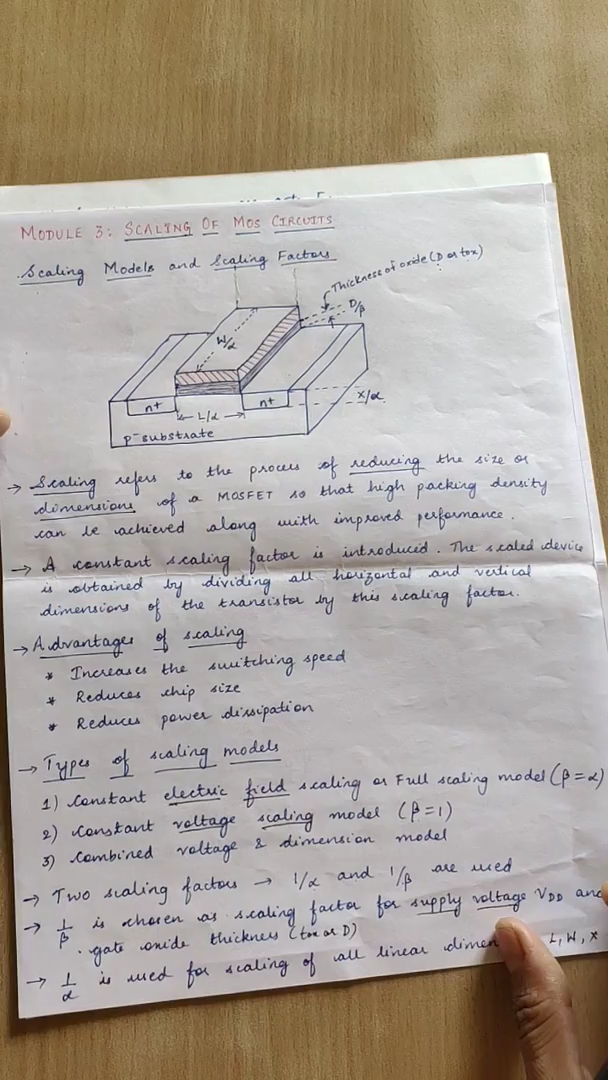 MODULE 3: SCALING OF MOS CIRCUITS
Scaling Models and Scaling Factors
Thickness of oxide (D or tox)
D/β
W/α
n+
L/α
n+
X/α
p-substrate
→ Scaling refers to the process of reducing the size or
dimensions of a MOSFET so that high packing density
can be achieved along with improved performance.
→ A constant scaling factor is introduced. The scaled device
is obtained by dividing all horizontal and vertical
dimensions of the transistor by this scaling factor.
→ Advantages of scaling
* Increases the switching speed
* Reduces chip size
* Reduces power dissipation
→ Types of scaling models
1) Constant electric field scaling or Full scaling model (β = α)
2) Constant voltage scaling model (β = 1)
3) Combined voltage & dimension model
→ Two scaling factors → 1/α and 1/β are used
→ 1/β is chosen as scaling factor for supply voltage VDD and
gate oxide thickness (tox or D)
→ 1/α is used for scaling of all linear L, W, X